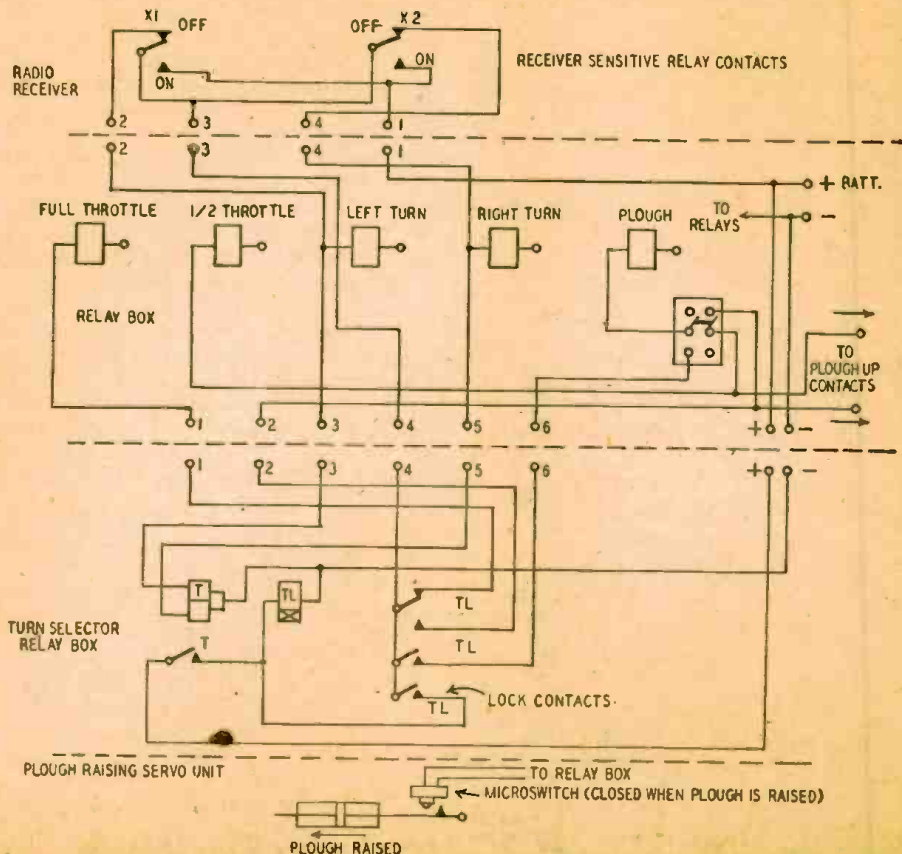 X1
OFF
OFF
X2
ON
ON
RADIO
RECEIVER
RECEIVER SENSITIVE RELAY CONTACTS
2 3 4 1
2 3 4 1
+ BATT.
TO
RELAYS
-
FULL THROTTLE
1/2 THROTTLE
LEFT TURN
RIGHT TURN
PLOUGH
RELAY BOX
TO
PLOUGH UP
CONTACTS
1 2 3 4 5 6 + -
1 2 3 4 5 6 + -
T
TL
TL
TURN SELECTOR
RELAY BOX
T
TL
TL
LOCK CONTACTS.
PLOUGH RAISING SERVO UNIT
TO RELAY BOX
MICROSWITCH (CLOSED WHEN PLOUGH IS RAISED)
PLOUGH RAISED